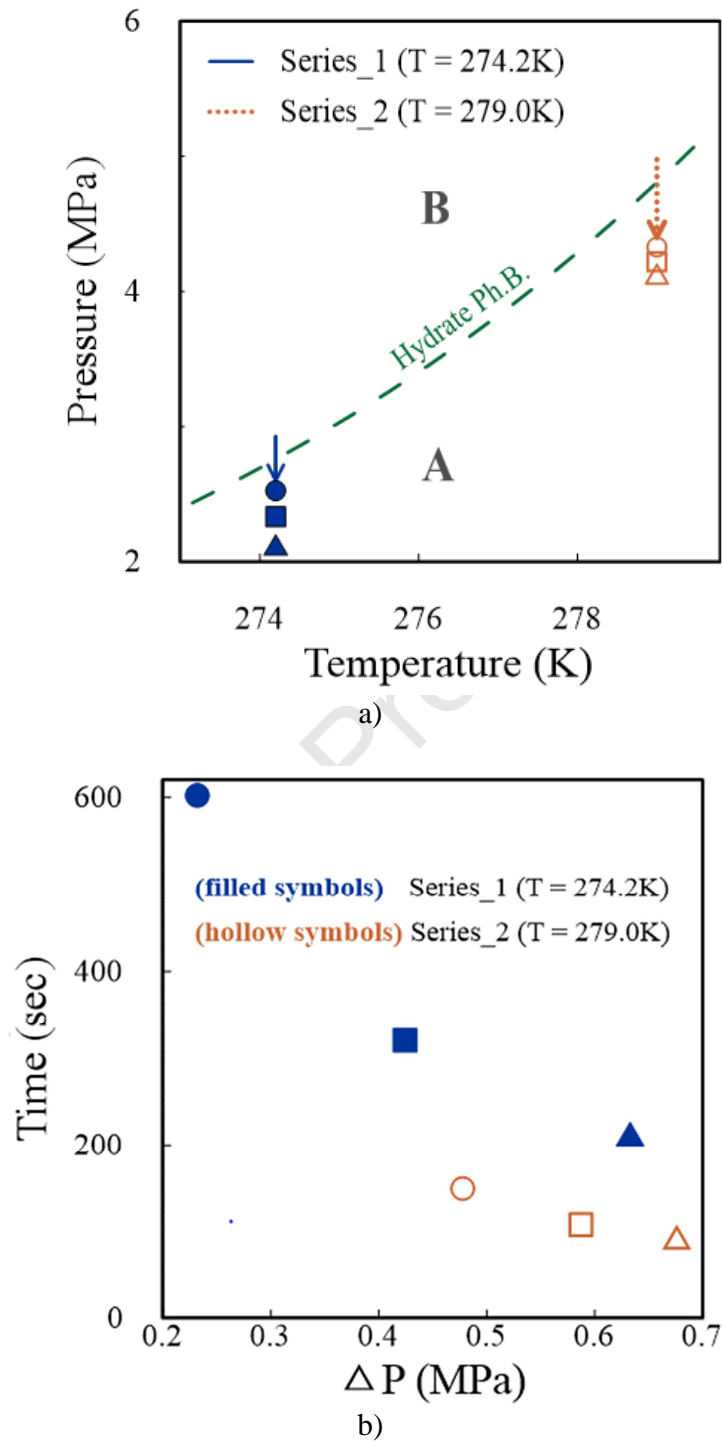 6
Series_1 (T = 274.2K)
Series_2 (T = 279.0K)
B
Pressure (MPa)
4
Hydrate Ph.B.
A
2
274 276 278
Temperature (K)
Pr
a)
600
(filled symbols) Series_1 (T = 274.2K)
(hollow symbols) Series_2 (T = 279.0K)
400
Time (sec)
200
0
0.2 0.3 0.4 0.5 0.6 0.7
△ P (MPa)
b)